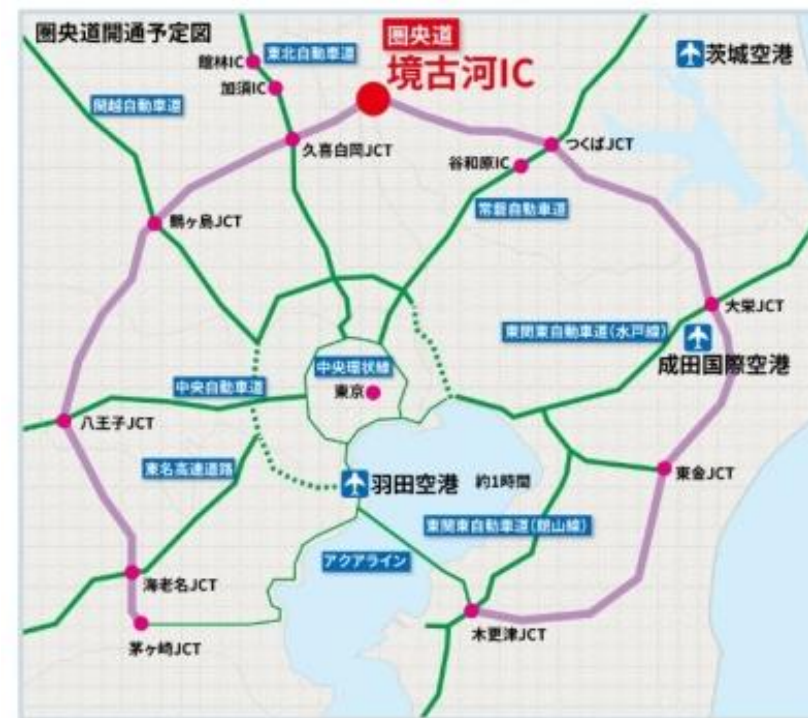 圏央道開通予定図
圏央道
境古河IC
茨城空港
館林IC
東北自動車道
加須IC
関越自動車道
久喜白岡JCT
つくばJCT
谷和原IC
常磐自動車道
鶴ヶ島JCT
大栄JCT
東関東自動車道(水戸線)
成田国際空港
中央環状線
東京
中央自動車道
八王子JCT
東名高速道路
羽田空港
約1時間
東金JCT
東関東自動車道(館山線)
アクアライン
海老名JCT
木更津JCT
茅ヶ崎JCT